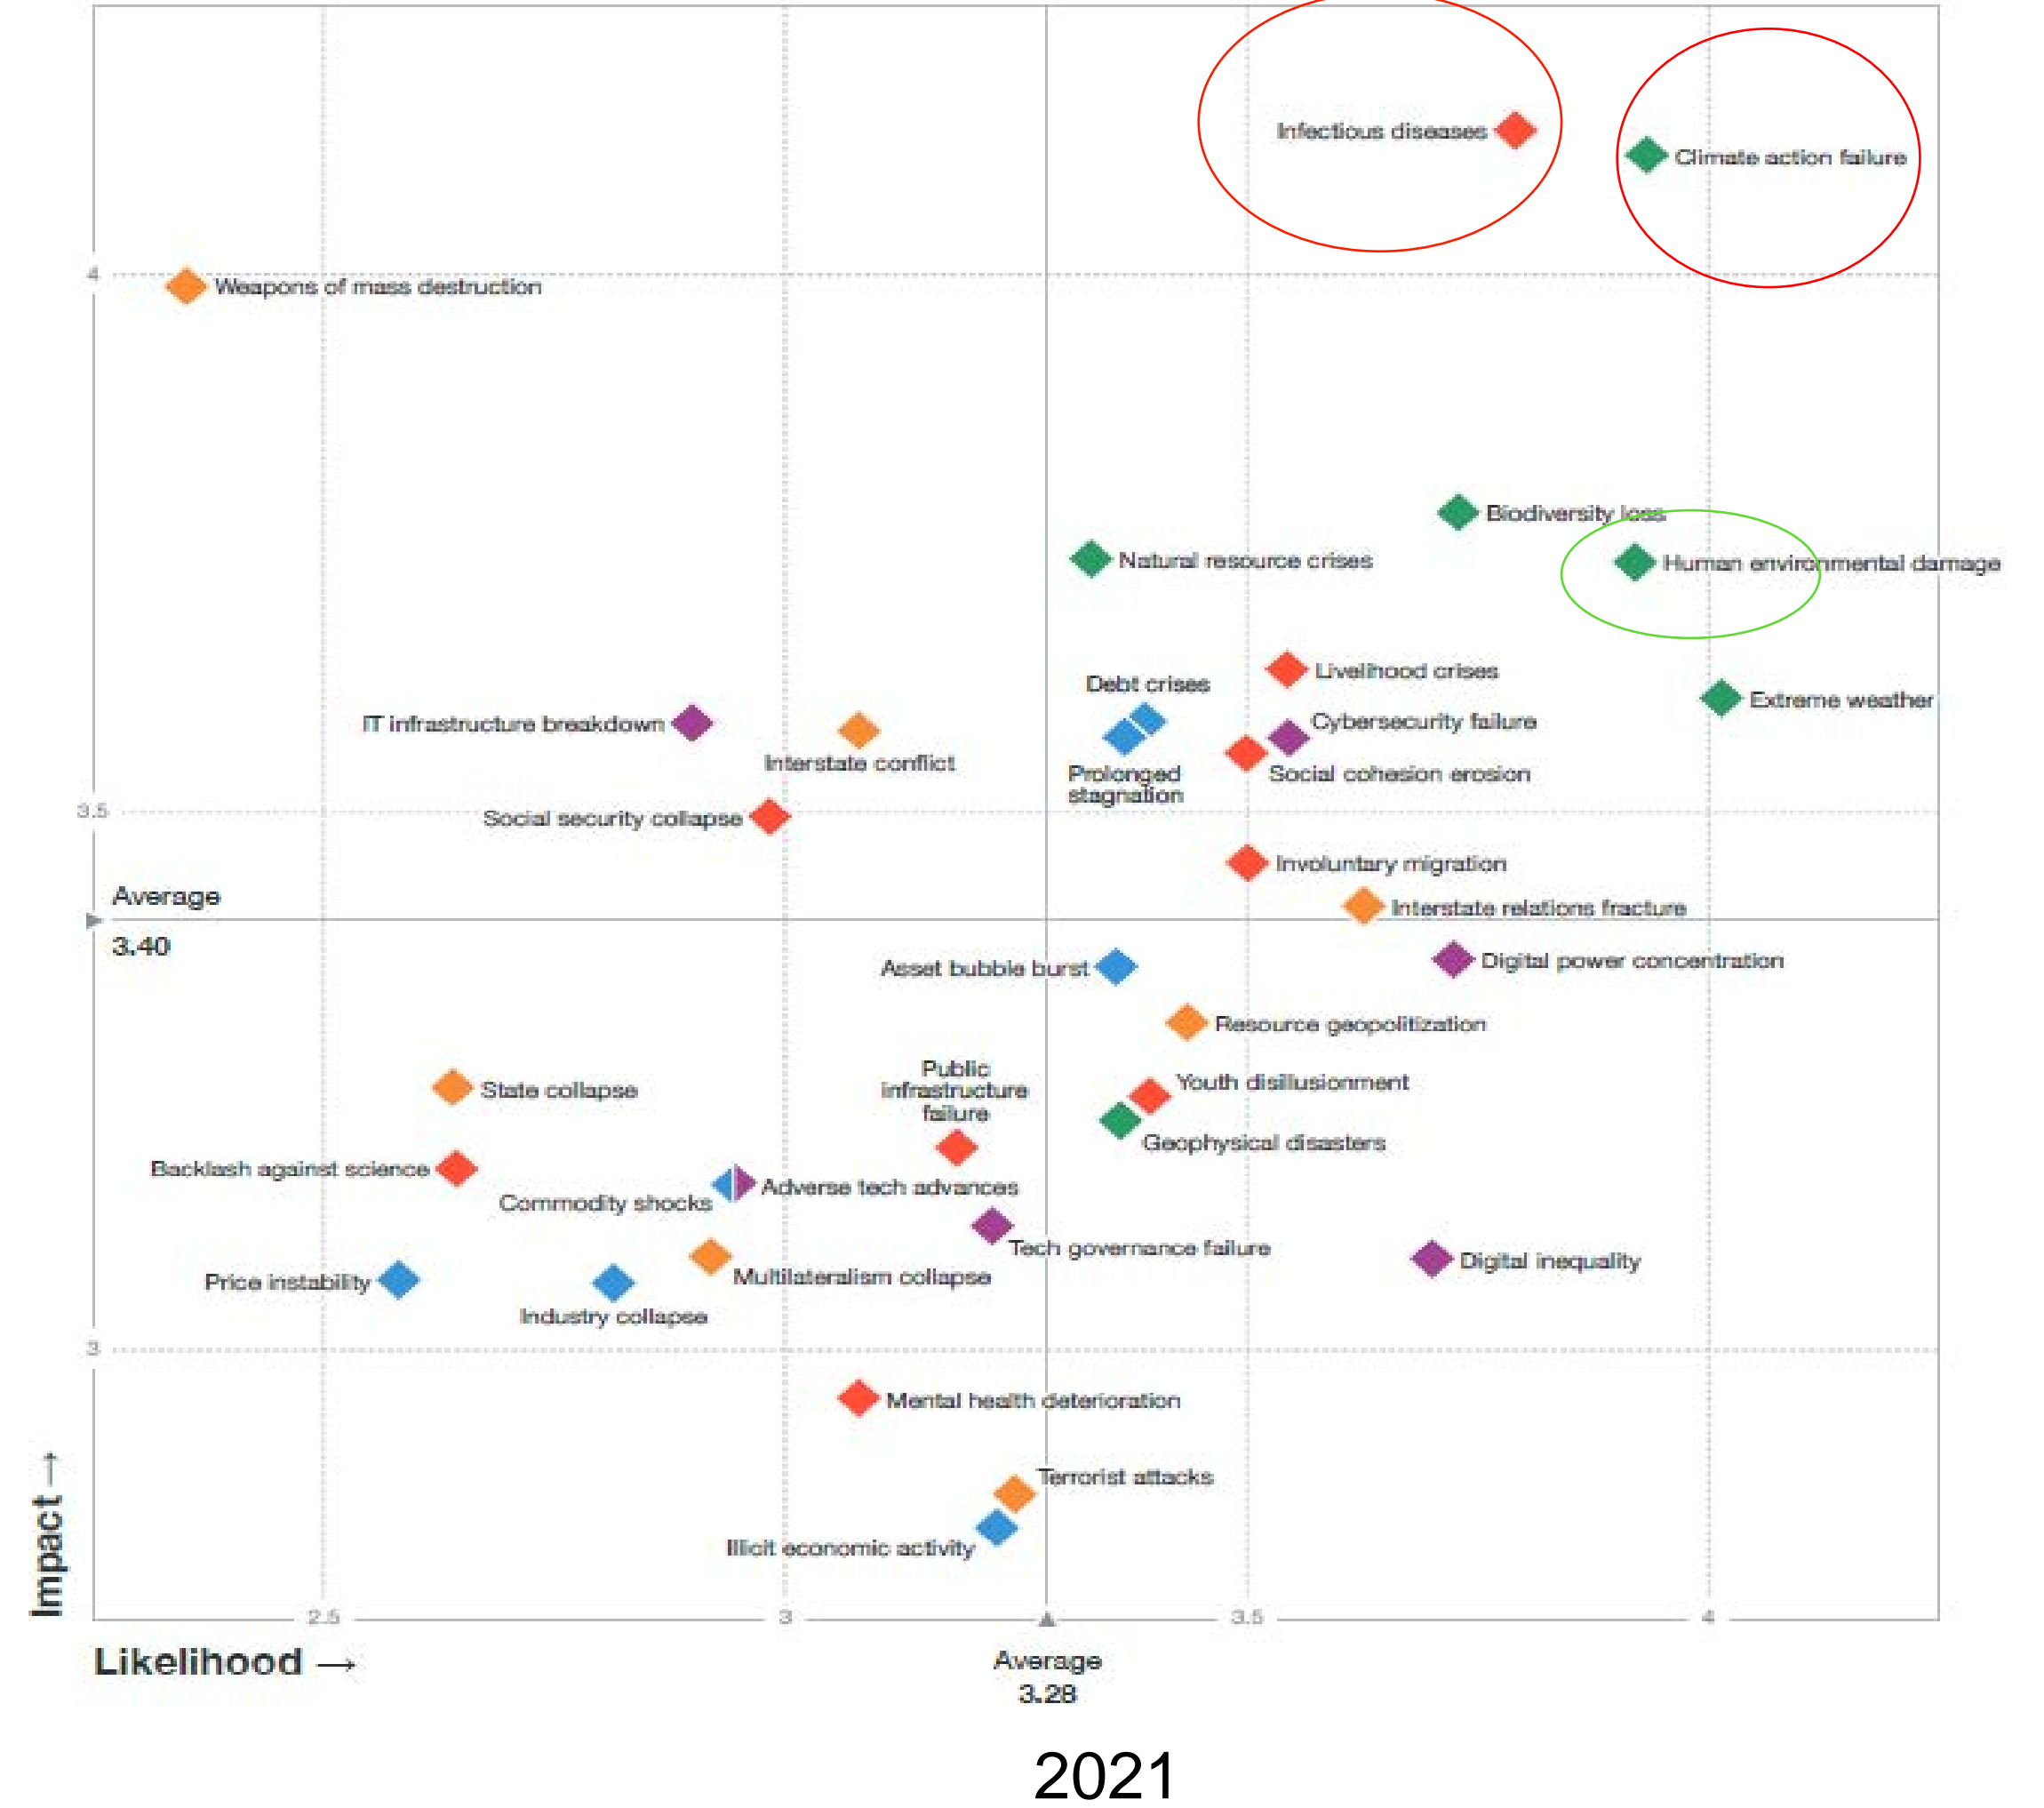 Infectious diseases
Climate action failure
4
Weapons of mass destruction
Biodiversity loss
Natural resource crises
Human environmental damage
Livelihood crises
Debt crises
Extreme weather
IT infrastructure breakdown
Cybersecurity failure
Interstate conflict
Prolonged
stagnation
Social cohesion erosion
3.5
Social security collapse
Involuntary migration
Average
Interstate relations fracture
3.40
Asset bubble burst
Digital power concentration
Resource geopolitization
Public
infrastructure
failure
Youth disillusionment
State collapse
Geophysical disasters
Backlash against science
Commodity shocks
Adverse tech advances
Tech governance failure
Digital inequality
Price instability
Multilateralism collapse
Industry collapse
3
Mental health deterioration
Terrorist attacks
Illicit economic activity
Impact →
2.5
3
3.5
4
Likelihood →
Average
3.28
2021